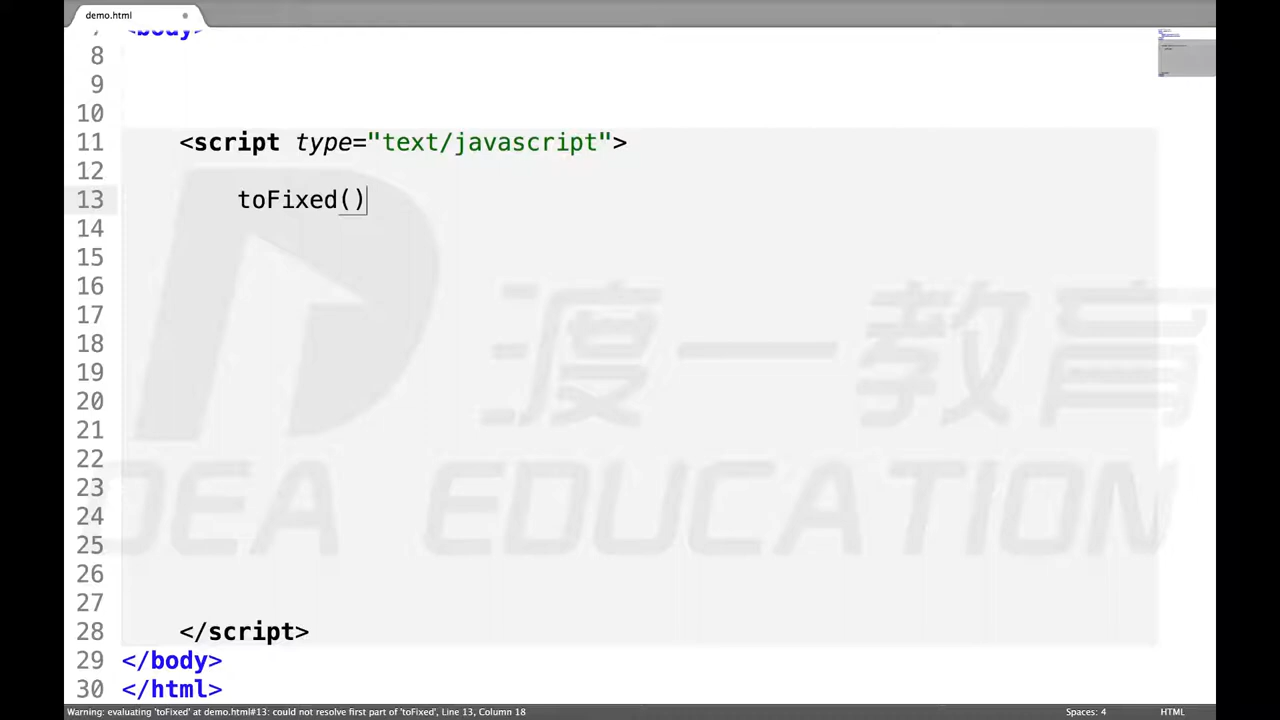 demo.html
7 <body>
8
9
10
11 <script type="text/javascript">
12
13 toFixed()
14
15
16
17
18
19
20
21
22
23
24
25
26
27
28 </script>
29 </body>
30 </html>
渡一教育
IDEA EDUCATION
Warning: evaluating 'toFixed' at demo.html#13: could not resolve first part of 'toFixed', Line 13, Column 18 Spaces: 4 HTML